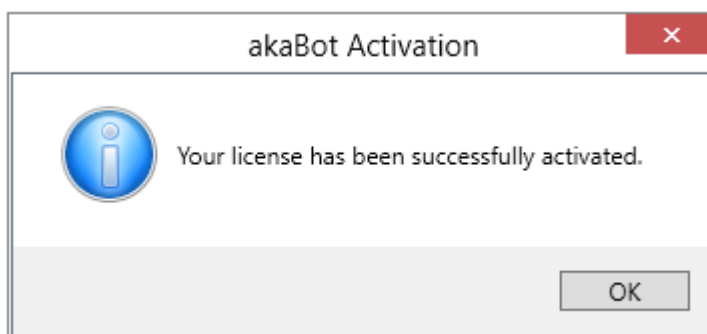 akaBot Activation
Your license has been successfully activated.
OK